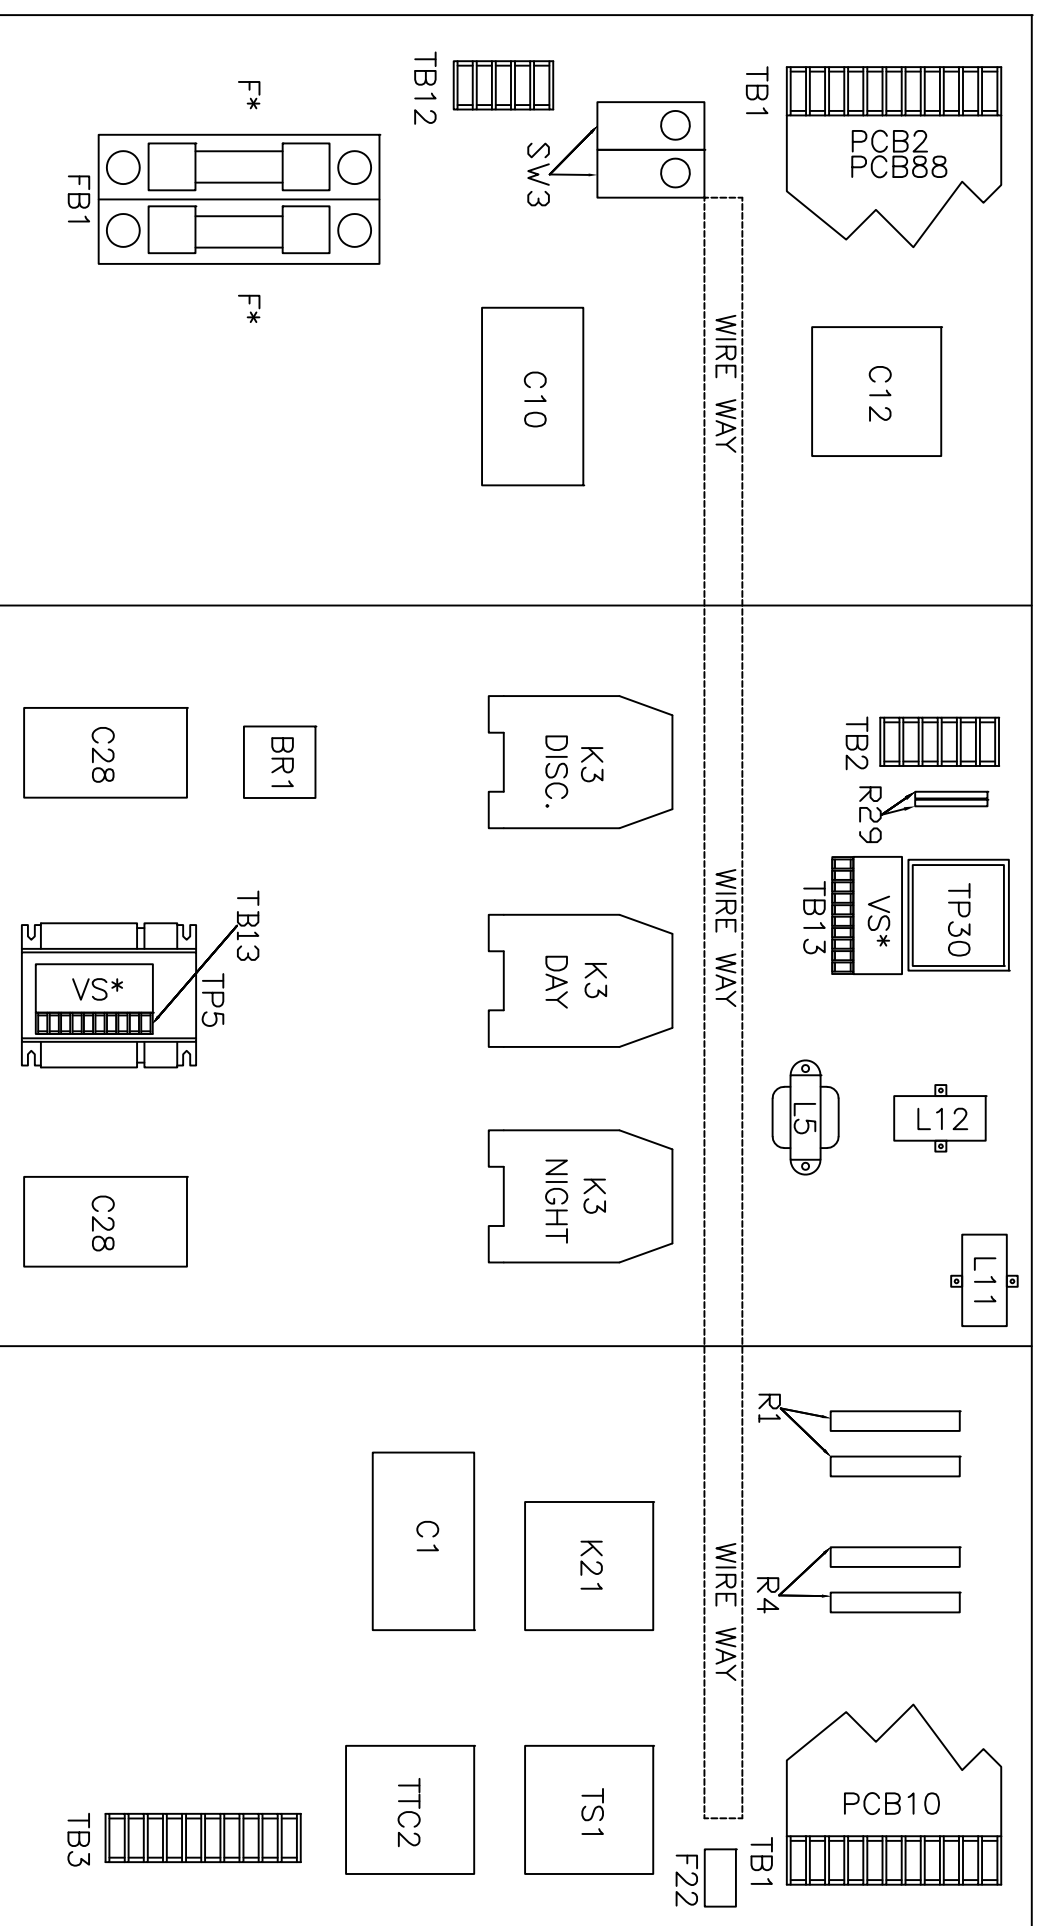 TB1
PCB2
PCB88
TB12
SW3
F*
FB1
F*
WIRE WAY
C12
C10
TB2
R29
TB13
VS*
TP30
K3
DISC.
BR1
C28
WIRE WAY
K3
DAY
TB13
TP5
VS*
L5
L12
L11
K3
NIGHT
C28
R1
R4
WIRE WAY
K21
C1
PCB10
TB1
F22
TS1
TTC2
TB3